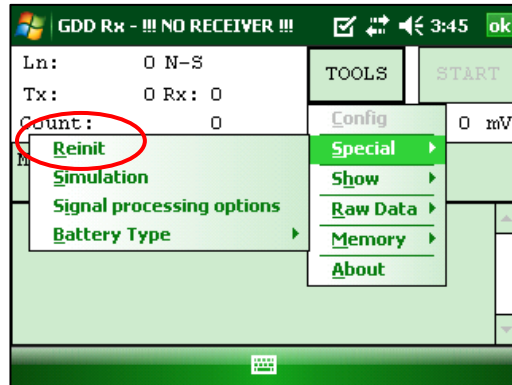 GDD Rx - !!! NO RECEIVER !!! 3:45 ok
Ln: 0 N-S
Tx: 0 Rx: 0
TOOLS
START
Count: 0
0 mV
M
Config
Special
Show
Raw Data
Memory
About
Reinit
Simulation
Signal processing options
Battery Type